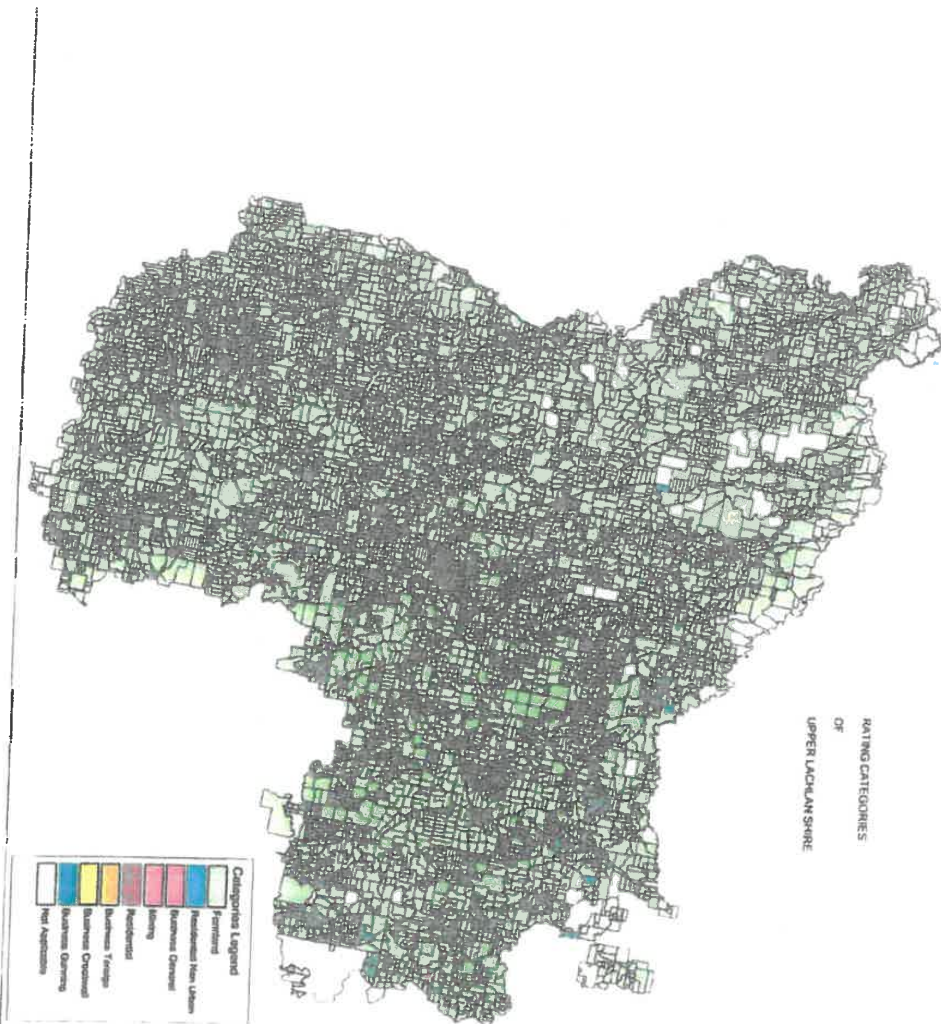 RATING CATEGORIES
OF
UPPER LACHLAN SHIRE
Categories Legend
Farmland
Residential Non Urban
Business General
Mining
Residential
Business Taralga
Business Crookwell
Business Gunning
Not Applicable